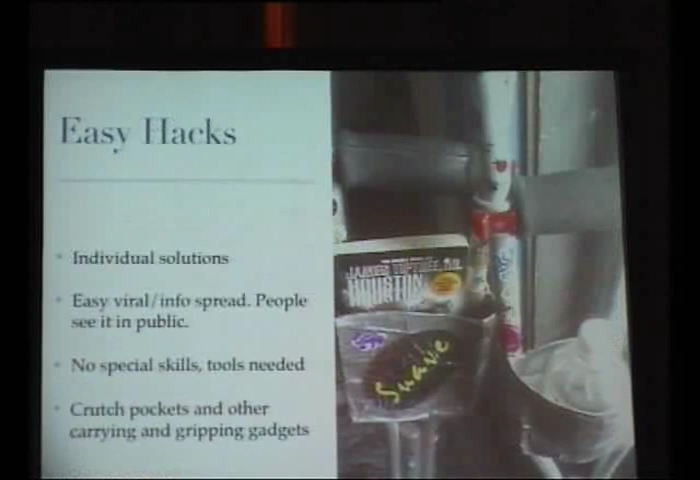 Easy Hacks
Individual solutions
Easy viral/info spread. People
see it in public.
No special skills, tools needed
Crutch pockets and other
carrying and gripping gadgets
HOUSTON
Suave